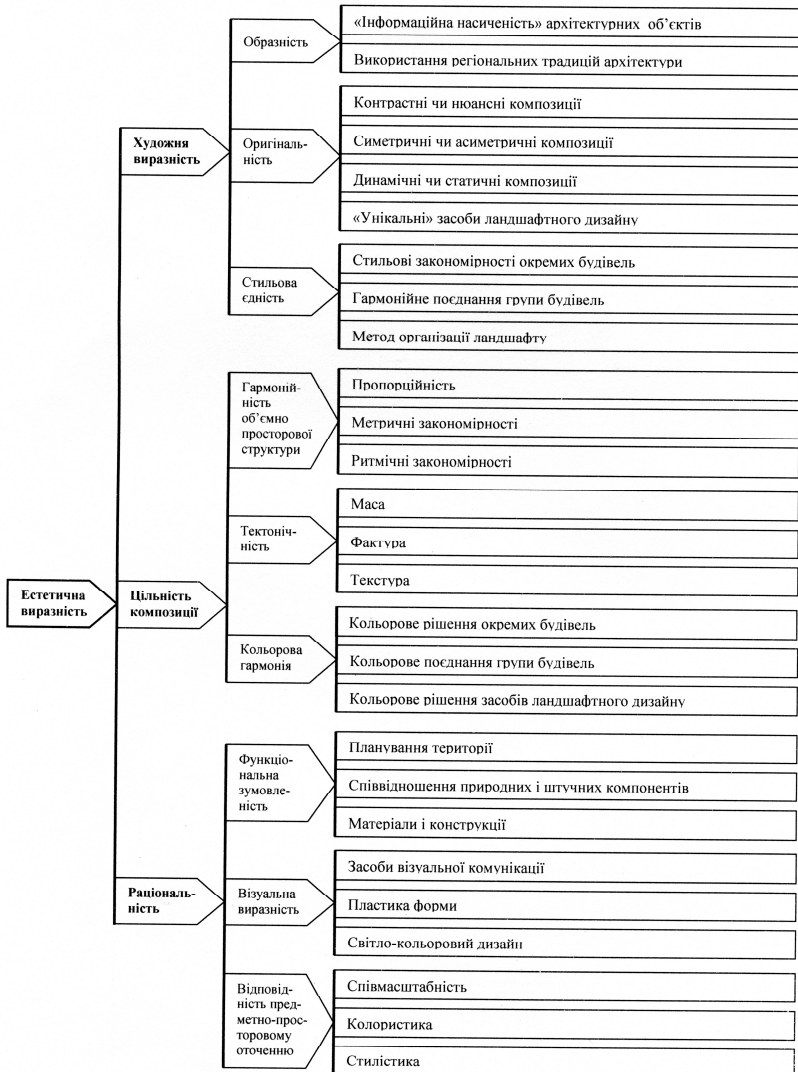 «Інформаційна насиченість» архітектурних об’єктів
Образність
Використання регіональних традицій архітектури
Контрастні чи нюансні композиції
Художня
виразність
Оригіналь-
ність
Симетричні чи асиметричні композиції
Динамічні чи статичні композиції
«Унікальні» засоби ландшафтного дизайну
Стильові закономірності окремих будівель
Стильова
єдність
Гармонійне поєднання групи будівель
Метод організації ландшафту
Гармоній-
ність
об’ємно
просторової
структури
Пропорційність
Метричні закономірності
Ритмічні закономірності
Маса
Тектоніч-
ність
Фактура
Текстура
Естетична
виразність
Цільність
композиції
Кольорове рішення окремих будівель
Кольорова
гармонія
Кольорове поєднання групи будівель
Кольорове рішення засобів ландшафтного дизайну
Функціо-
нальна
зумовле-
ність
Планування території
Співвідношення природних і штучних компонентів
Матеріали і конструкції
Засоби візуальної комунікації
Раціональ-
ність
Візуальна
виразність
Пластика форми
Світло-кольоровий дизайн
Відповід-
ність пред-
метно-прос-
торовому
оточенню
Співмасштабність
Колористика
Стилістика